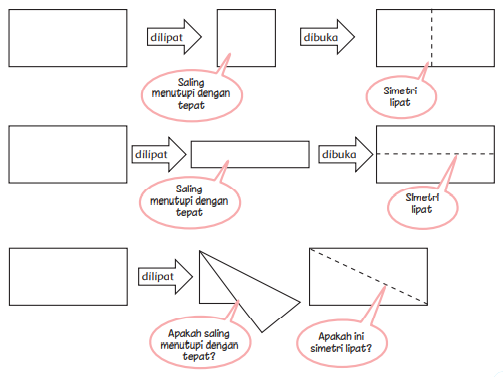 dilipat
dibuka
Saling
menutupi dengan
tepat
Simetri
lipat
dilipat
dibuka
Saling
menutupi dengan
tepat
SImetri
lipat
dilipat
Apakah saling
menutupi dengan
tepat?
Apakah ini
simetri lipat?